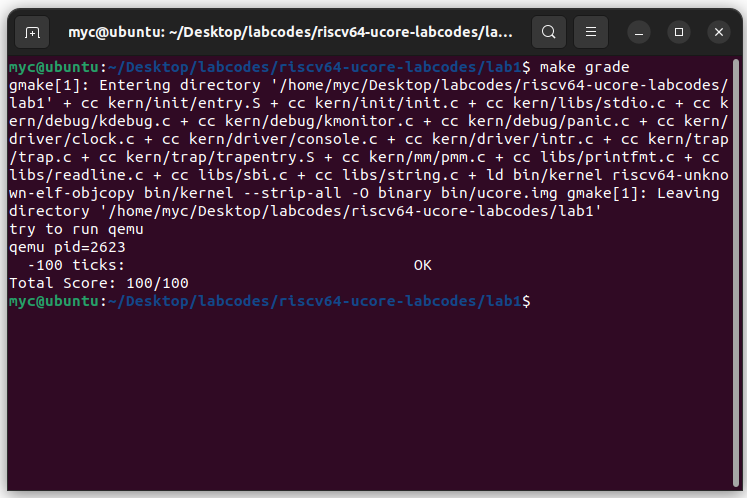 myc@ubuntu: ~/Desktop/labcodes/riscv64-ucore-labcodes/la...
myc@ubuntu:~/Desktop/labcodes/riscv64-ucore-labcodes/lab1$ make grade
gmake[1]: Entering directory '/home/myc/Desktop/labcodes/riscv64-ucore-labcodes/
lab1' + cc kern/init/entry.S + cc kern/init/init.c + cc kern/libs/stdio.c + cc k
ern/debug/kdebug.c + cc kern/debug/kmonitor.c + cc kern/debug/panic.c + cc kern/
driver/clock.c + cc kern/driver/console.c + cc kern/driver/intr.c + cc kern/trap
/trap.c + cc kern/trap/trapentry.S + cc kern/mm/pmm.c + cc libs/printfmt.c + cc
libs/readline.c + cc libs/sbi.c + cc libs/string.c + ld bin/kernel riscv64-unkno
wn-elf-objcopy bin/kernel --strip-all -O binary bin/ucore.img gmake[1]: Leaving
directory '/home/myc/Desktop/labcodes/riscv64-ucore-labcodes/lab1'
try to run qemu
qemu pid=2623
  -100 ticks:                                OK
Total Score: 100/100
myc@ubuntu:~/Desktop/labcodes/riscv64-ucore-labcodes/lab1$